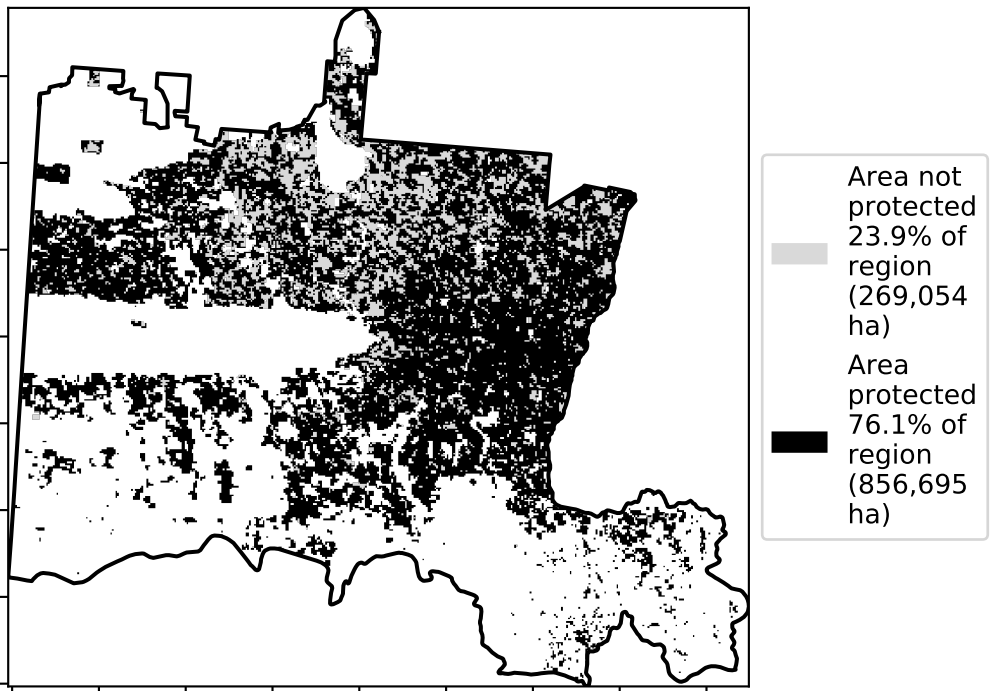 Area not
protected
23.9% of
region
(269,054
ha)
Area
protected
76.1% of
region
(856,695
ha)